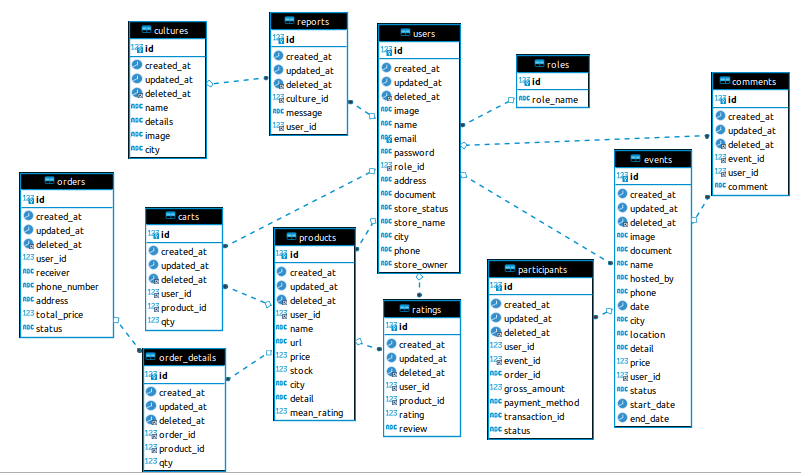 cultures
id
created_at
updated_at
deleted_at
name
details
image
city
reports
id
created_at
updated_at
deleted_at
culture_id
message
user_id
users
id
created_at
updated_at
deleted_at
image
name
email
password
role_id
address
document
store_status
store_name
city
phone
store_owner
roles
id
role_name
comments
id
created_at
updated_at
deleted_at
event_id
user_id
comment
events
id
created_at
updated_at
deleted_at
image
document
name
hosted_by
phone
date
city
location
detail
price
user_id
status
start_date
end_date
orders
id
created_at
updated_at
deleted_at
user_id
receiver
phone_number
address
total_price
status
carts
id
created_at
updated_at
deleted_at
user_id
product_id
qty
products
id
created_at
updated_at
deleted_at
user_id
name
url
price
stock
city
detail
mean_rating
participants
id
created_at
updated_at
deleted_at
user_id
event_id
order_id
gross_amount
payment_method
transaction_id
status
ratings
id
created_at
updated_at
deleted_at
user_id
product_id
rating
review
order_details
id
created_at
updated_at
deleted_at
order_id
product_id
qty